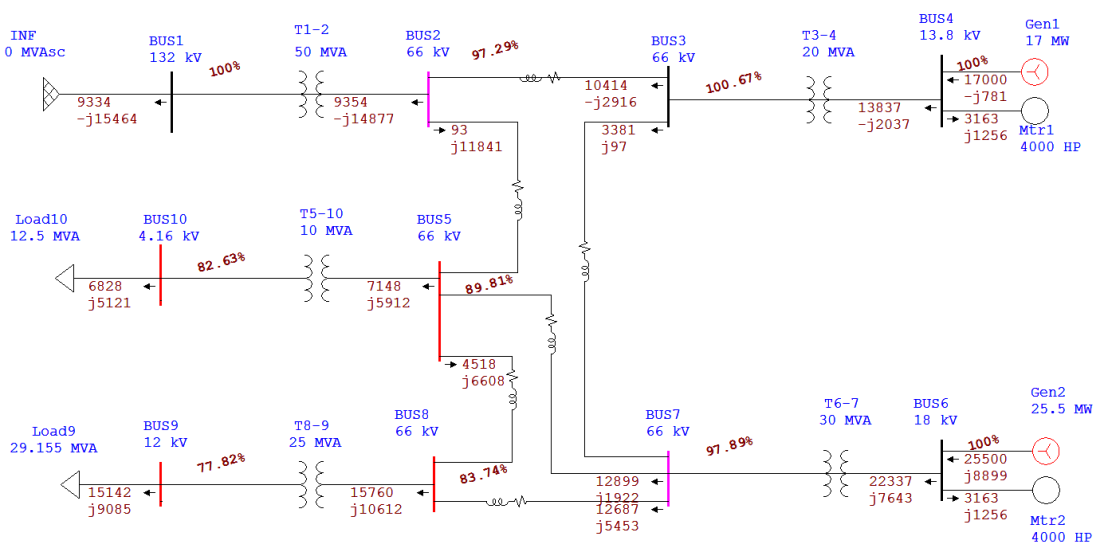 INF
0 MVAsc
BUS1
132 kV
100%
9334
-j15464
T1-2
50 MVA
9354
-j14877
BUS2
66 kV
97.29%
93
j11841
BUS3
66 kV
10414
-j2916
3381
j97
100.67%
T3-4
20 MVA
13837
-j2037
BUS4
13.8 kV
100%
17000
-j781
3163
j1256
Gen1
17 MW
Mtr1
4000 HP
Load10
12.5 MVA
6828
j5121
BUS10
4.16 kV
82.63%
T5-10
10 MVA
7148
j5912
BUS5
66 kV
89.81%
4518
j6608
Load9
29.155 MVA
15142
j9085
BUS9
12 kV
77.82%
T8-9
25 MVA
15760
j10612
BUS8
66 kV
83.74%
BUS7
66 kV
12899
j1922
12687
j5453
97.89%
T6-7
30 MVA
22337
j7643
BUS6
18 kV
100%
25500
j8899
3163
j1256
Gen2
25.5 MW
Mtr2
4000 HP